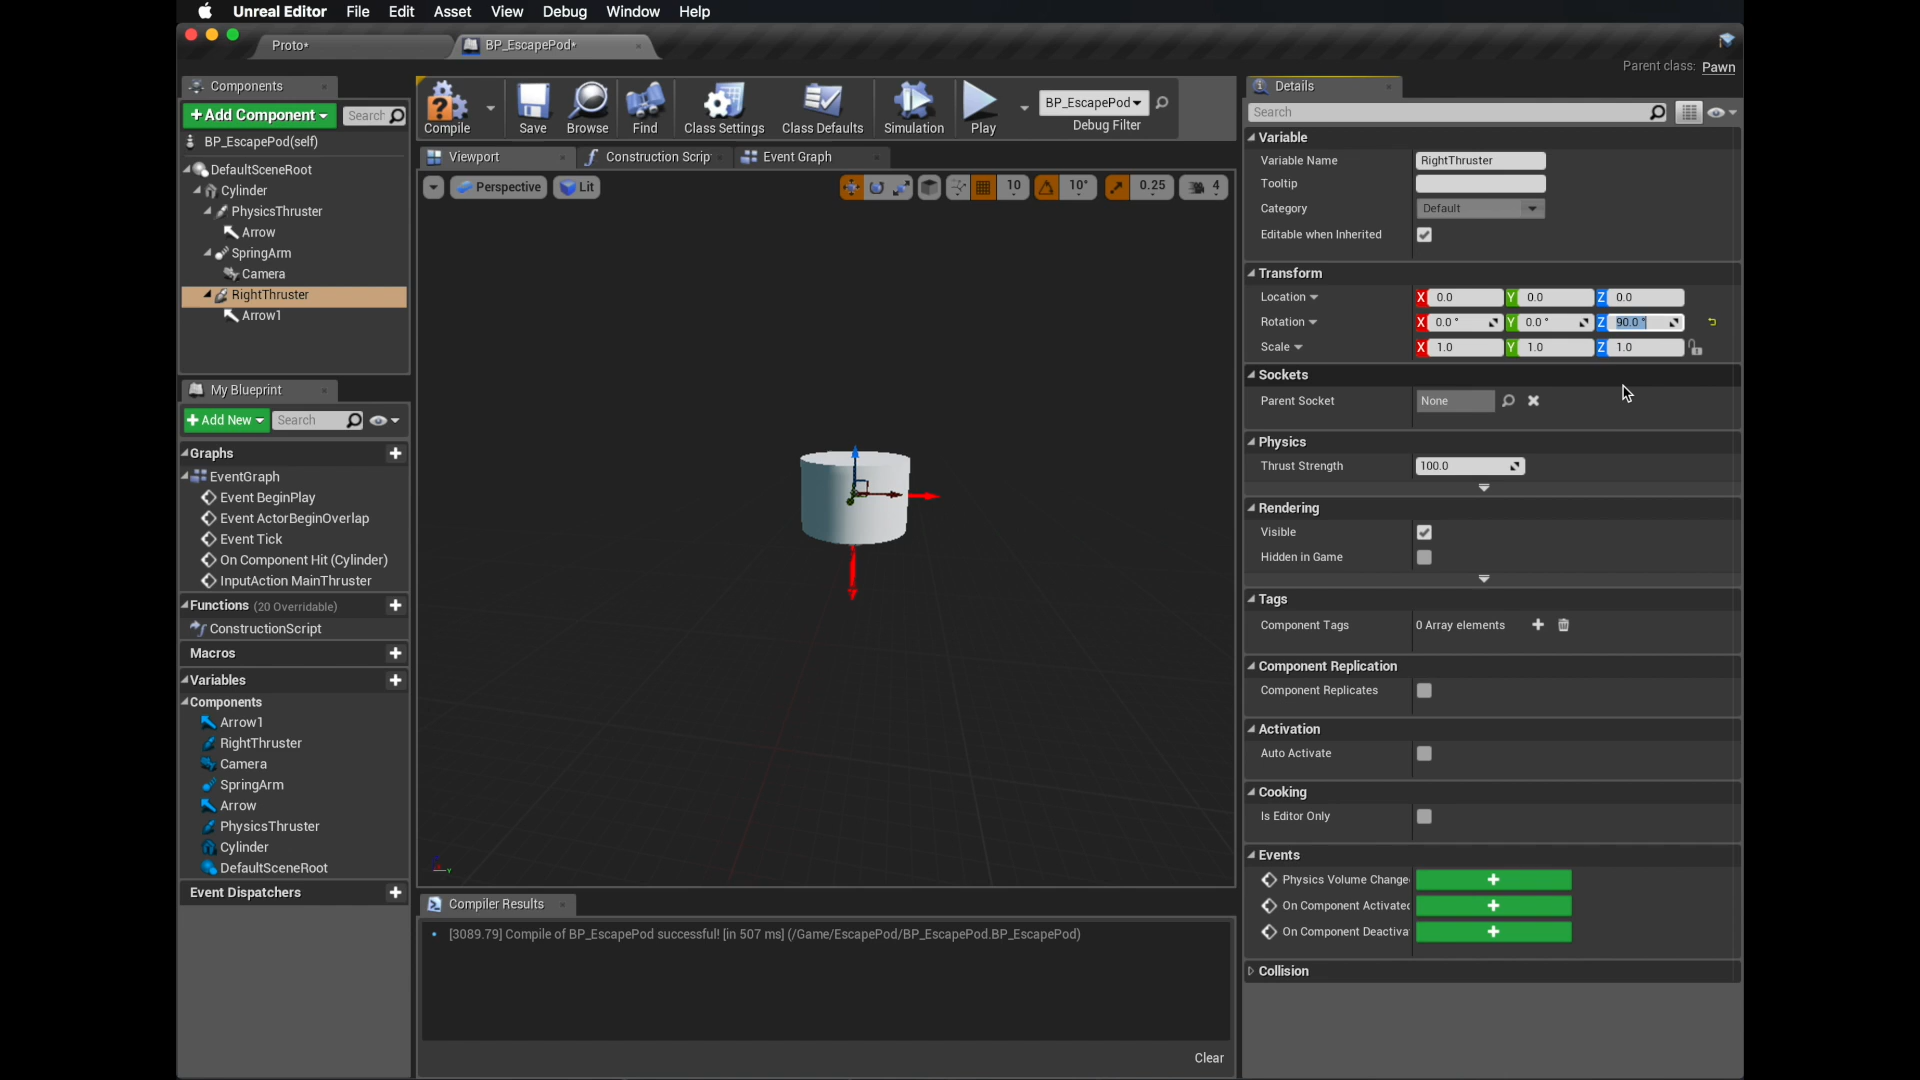 Unreal Editor File Edit Asset View Debug Window Help
Proto*
BP_EscapePod*
Parent class: Pawn
Components
Add Component
Search
BP_EscapePod(self)
DefaultSceneRoot
Cylinder
PhysicsThruster
Arrow
SpringArm
Camera
RightThruster
Arrow1
My Blueprint
Add New
Search
Graphs
EventGraph
Event BeginPlay
Event ActorBeginOverlap
Event Tick
On Component Hit (Cylinder)
InputAction MainThruster
Functions (20 Overridable)
ConstructionScript
Macros
Variables
Components
Arrow1
RightThruster
Camera
SpringArm
Arrow
PhysicsThruster
Cylinder
DefaultSceneRoot
Event Dispatchers
Compile
Save
Browse
Find
Class Settings
Class Defaults
Simulation
Play
BP_EscapePod
Debug Filter
Viewport
Construction Scrip
Event Graph
Perspective
Lit
10
10°
0.25
4
Compiler Results
[3089.79] Compile of BP_EscapePod successful! [in 507 ms] (/Game/EscapePod/BP_EscapePod.BP_EscapePod)
Clear
Details
Search
Variable
Variable Name RightThruster
Tooltip
Category Default
Editable when Inherited
Transform
Location X 0.0 Y 0.0 Z 0.0
Rotation X 0.0 ° Y 0.0 ° Z 90.0 °
Scale X 1.0 Y 1.0 Z 1.0
Sockets
Parent Socket None
Physics
Thrust Strength 100.0
Rendering
Visible
Hidden in Game
Tags
Component Tags 0 Array elements
Component Replication
Component Replicates
Activation
Auto Activate
Cooking
Is Editor Only
Events
Physics Volume Change
On Component Activated
On Component Deactiva
Collision